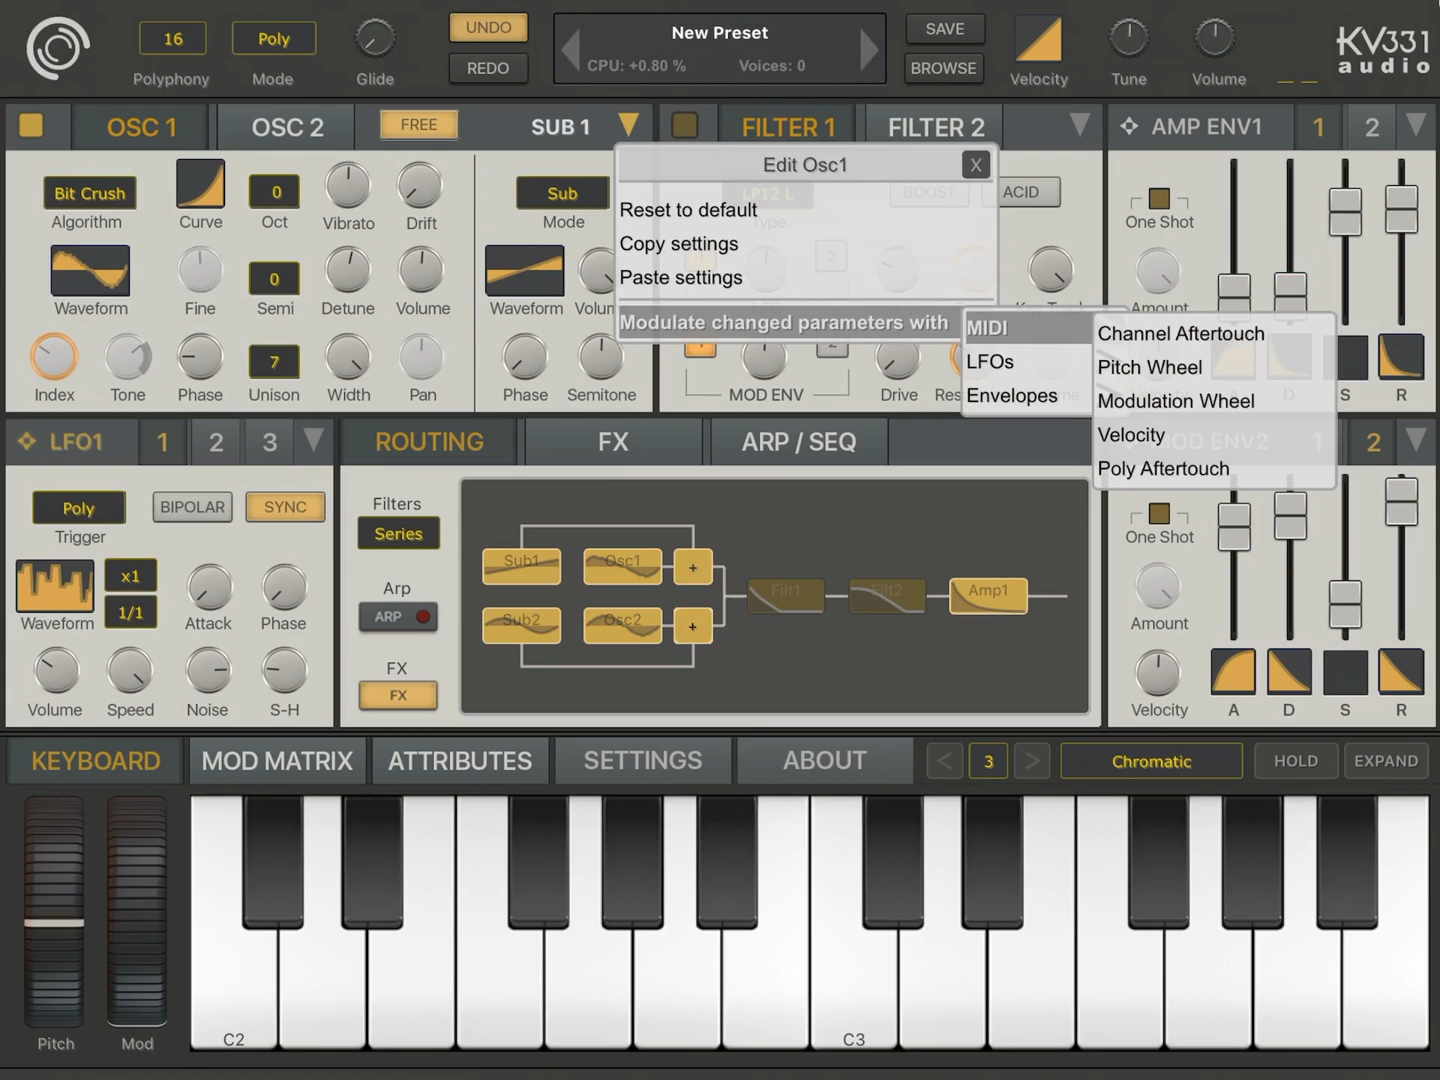 16
Poly
Polyphony
Mode
Glide
UNDO
REDO
New Preset
CPU: +0.80 %
Voices: 0
SAVE
BROWSE
Velocity
Tune
Volume
KV331
audio
OSC 1
OSC 2
FREE
SUB 1
FILTER 1
FILTER 2
AMP ENV1
1
2
Edit Osc1
X
Bit Crush
Algorithm
Curve
0
Oct
Vibrato
Drift
Sub
Mode
Reset to default
LP12 L
Type
BOOST
ACID
One Shot
Copy settings
Paste settings
2
Waveform
Fine
0
Semi
Detune
Volume
Waveform
Amount
Modulate changed parameters with
MIDI
LFOs
Envelopes
Channel Aftertouch
Pitch Wheel
Modulation Wheel
Velocity
Poly Aftertouch
Index
Tone
Phase
7
Unison
Width
Pan
Phase
Semitone
MOD ENV
Drive
D
S
R
LFO1
1
2
3
ROUTING
FX
ARP / SEQ
MOD ENV2
1
2
Poly
Trigger
BIPOLAR
SYNC
Filters
Series
One Shot
Waveform
x1
1/1
Attack
Phase
Arp
ARP
Sub1
Osc1
+
Filt1
Filt2
Amp1
Sub2
Osc2
+
Amount
FX
FX
Volume
Speed
Noise
S-H
Velocity
A
D
S
R
KEYBOARD
MOD MATRIX
ATTRIBUTES
SETTINGS
ABOUT
<
3
>
Chromatic
HOLD
EXPAND
Pitch
Mod
C2
C3